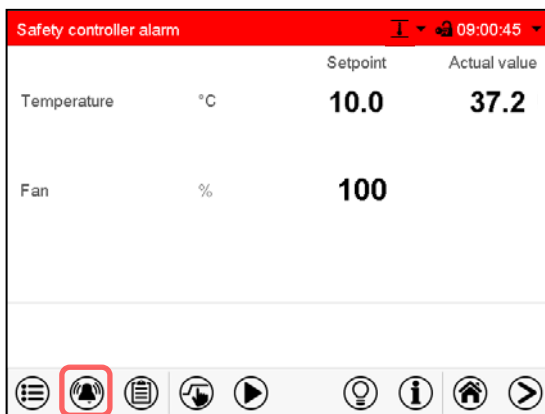 Safety controller alarm 09:00:45
Setpoint Actual value
Temperature °C 10.0 37.2
Fan % 100